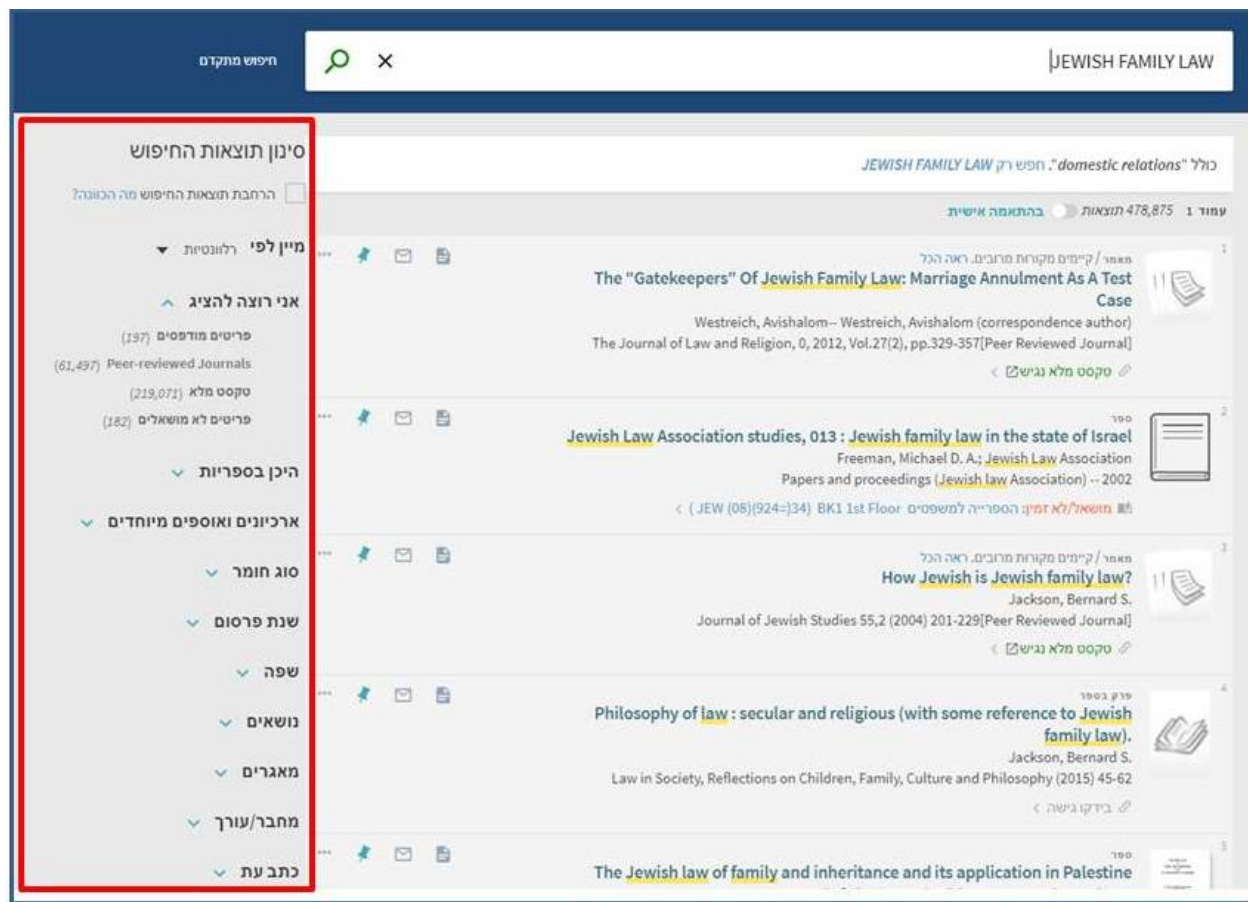 JEWISH FAMILY LAW
חיפוש מתקדם
כולל "domestic relations". חפש רק JEWISH FAMILY LAW
עמוד 1 478,875 תוצאות בהתאמה אישית
1
מאמר / קיימים מקורות מרובים. ראה הכל
The "Gatekeepers" Of Jewish Family Law: Marriage Annulment As A Test
Case
Westreich, Avishalom-- Westreich, Avishalom (correspondence author)
The Journal of Law and Religion, 0, 2012, Vol.27(2), pp.329-357[Peer Reviewed Journal]
טקסט מלא נגיש
2
ספר
Jewish Law Association studies, 013 : Jewish family law in the state of Israel
Freeman, Michael D. A.; Jewish Law Association
Papers and proceedings (Jewish law Association) -- 2002
מושאל/לא זמין: הספרייה למשפטים BK1 1st Floor (JEW (08)(924=)34 )
3
מאמר / קיימים מקורות מרובים. ראה הכל
How Jewish is Jewish family law?
Jackson, Bernard S.
Journal of Jewish Studies 55,2 (2004) 201-229[Peer Reviewed Journal]
טקסט מלא נגיש
4
פרק בספר
Philosophy of law : secular and religious (with some reference to Jewish
family law).
Jackson, Bernard S.
Law in Society, Reflections on Children, Family, Culture and Philosophy (2015) 45-62
בידקו גישה
5
ספר
The Jewish law of family and inheritance and its application in Palestine
סינון תוצאות החיפוש
הרחבת תוצאות החיפוש מה הכוונה?
מיין לפי רלוונטיות
אני רוצה להציג
פריטים מודפסים (197)
Peer-reviewed Journals (61,497)
טקסט מלא (219,071)
פריטים לא מושאלים (182)
היכן בספריות
ארכיונים ואוספים מיוחדים
סוג חומר
שנת פרסום
שפה
נושאים
מאגרים
מחבר/עורך
כתב עת